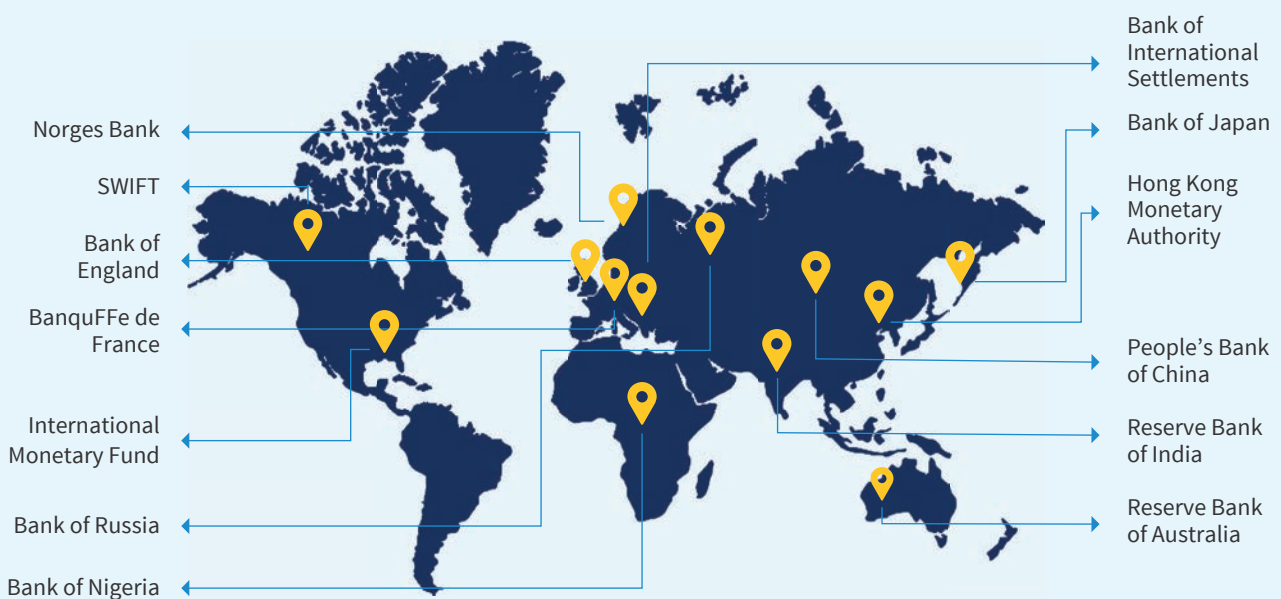 Norges Bank
SWIFT
Bank of
England
BanquFFe de
France
International
Monetary Fund
Bank of Russia
Bank of Nigeria
Bank of
International
Settlements
Bank of Japan
Hong Kong
Monetary
Authority
People’s Bank
of China
Reserve Bank
of India
Reserve Bank
of Australia